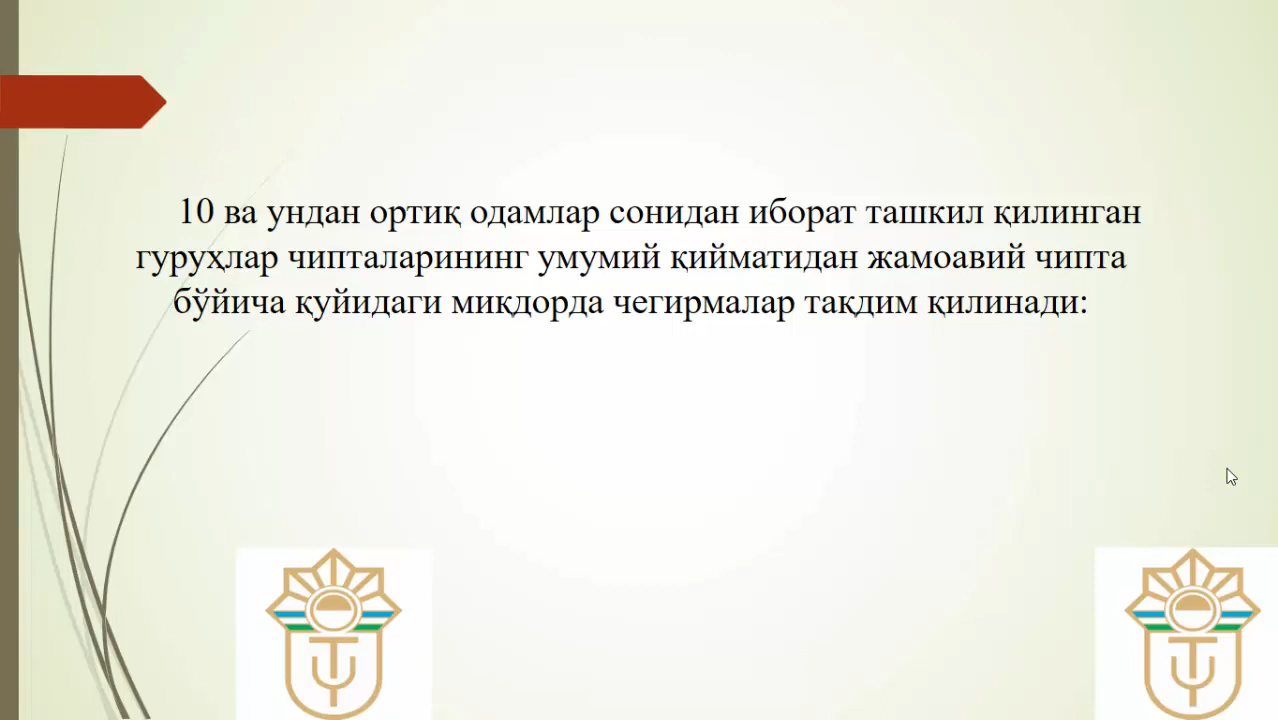 10 ва ундан ортиқ одамлар сонидан иборат ташкил қилинган
гуруҳлар чипталарининг умумий қийматидан жамоавий чипта
бўйича қуйидаги миқдорда чегирмалар тақдим қилинади: